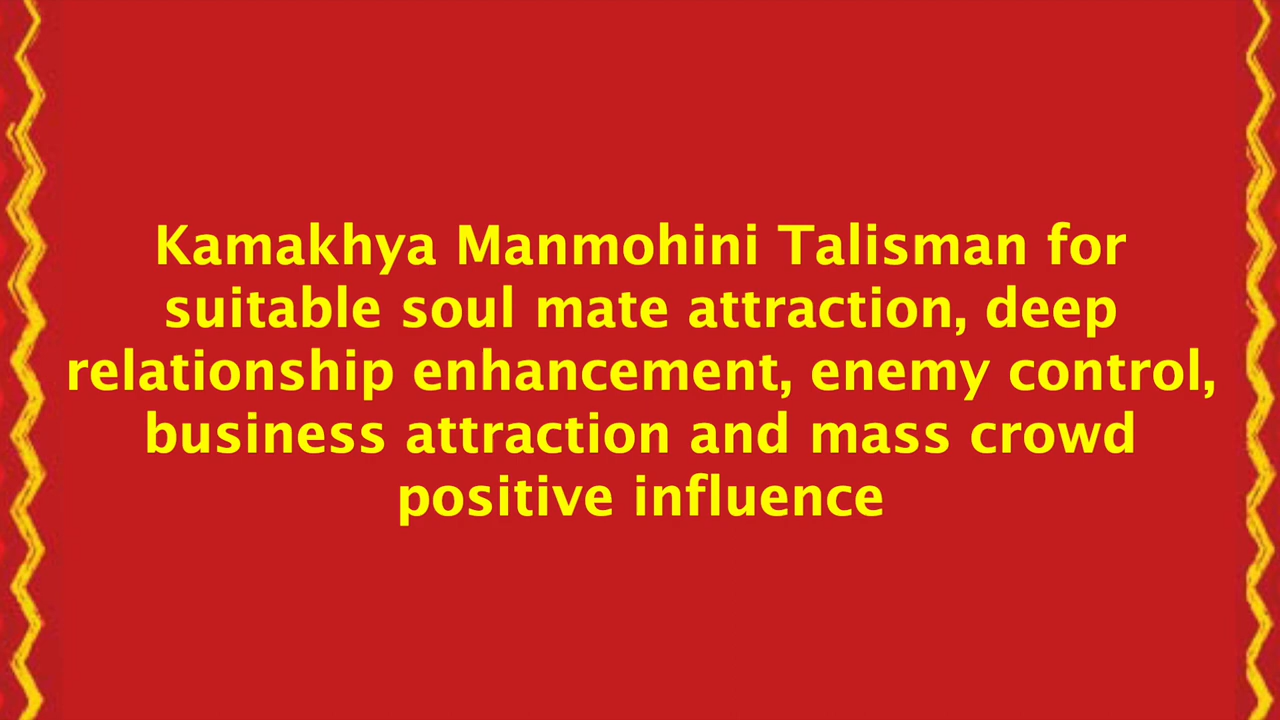 Kamakhya Manmohini Talisman for
suitable soul mate attraction, deep
relationship enhancement, enemy control,
business attraction and mass crowd
positive influence